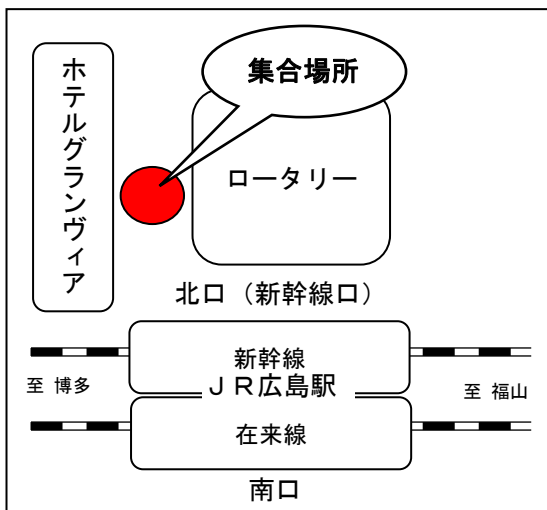 集合場所
ホテルグランヴィア
ロータリー
北口（新幹線口）
新幹線
ＪＲ広島駅
至 博多
至 福山
在来線
南口